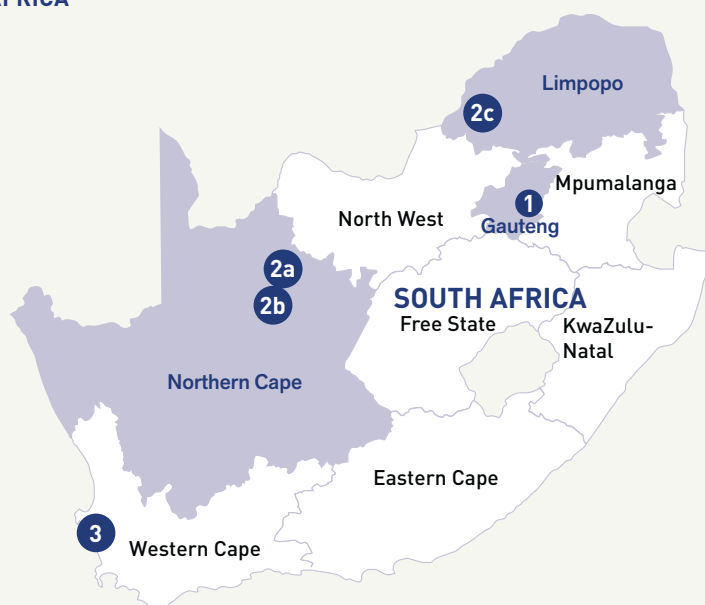 AFRICA
Limpopo
2c
Mpumalanga
1
North West
Gauteng
2a
SOUTH AFRICA
2b
Free State
KwaZulu-
Natal
Northern Cape
Eastern Cape
3
Western Cape